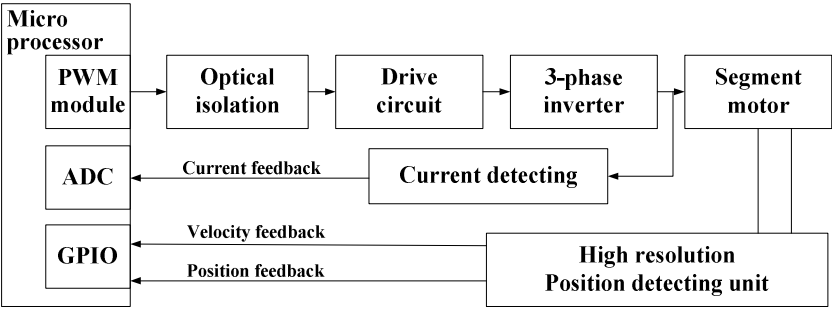 Micro
processor
PWM
module
Optical
isolation
Drive
circuit
3-phase
inverter
Segment
motor
ADC
Current feedback
Current detecting
GPIO
Velocity feedback
Position feedback
High resolution
Position detecting unit